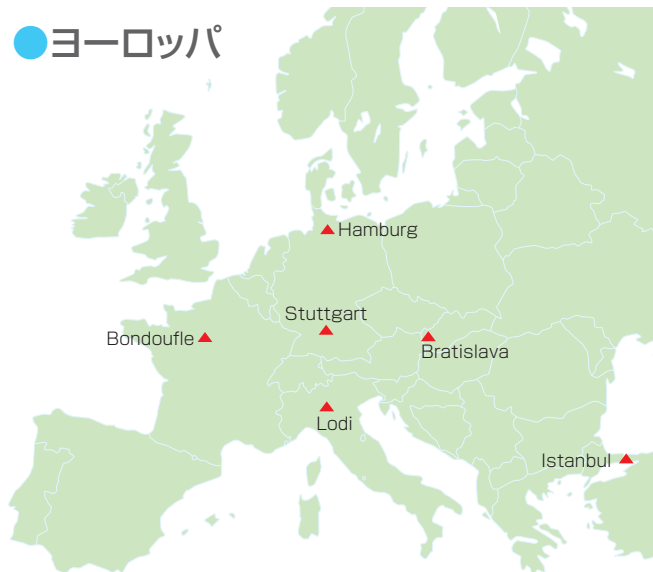 ●ヨーロッパ
Hamburg
Stuttgart
Bondoufle
Bratislava
Lodi
Istanbul